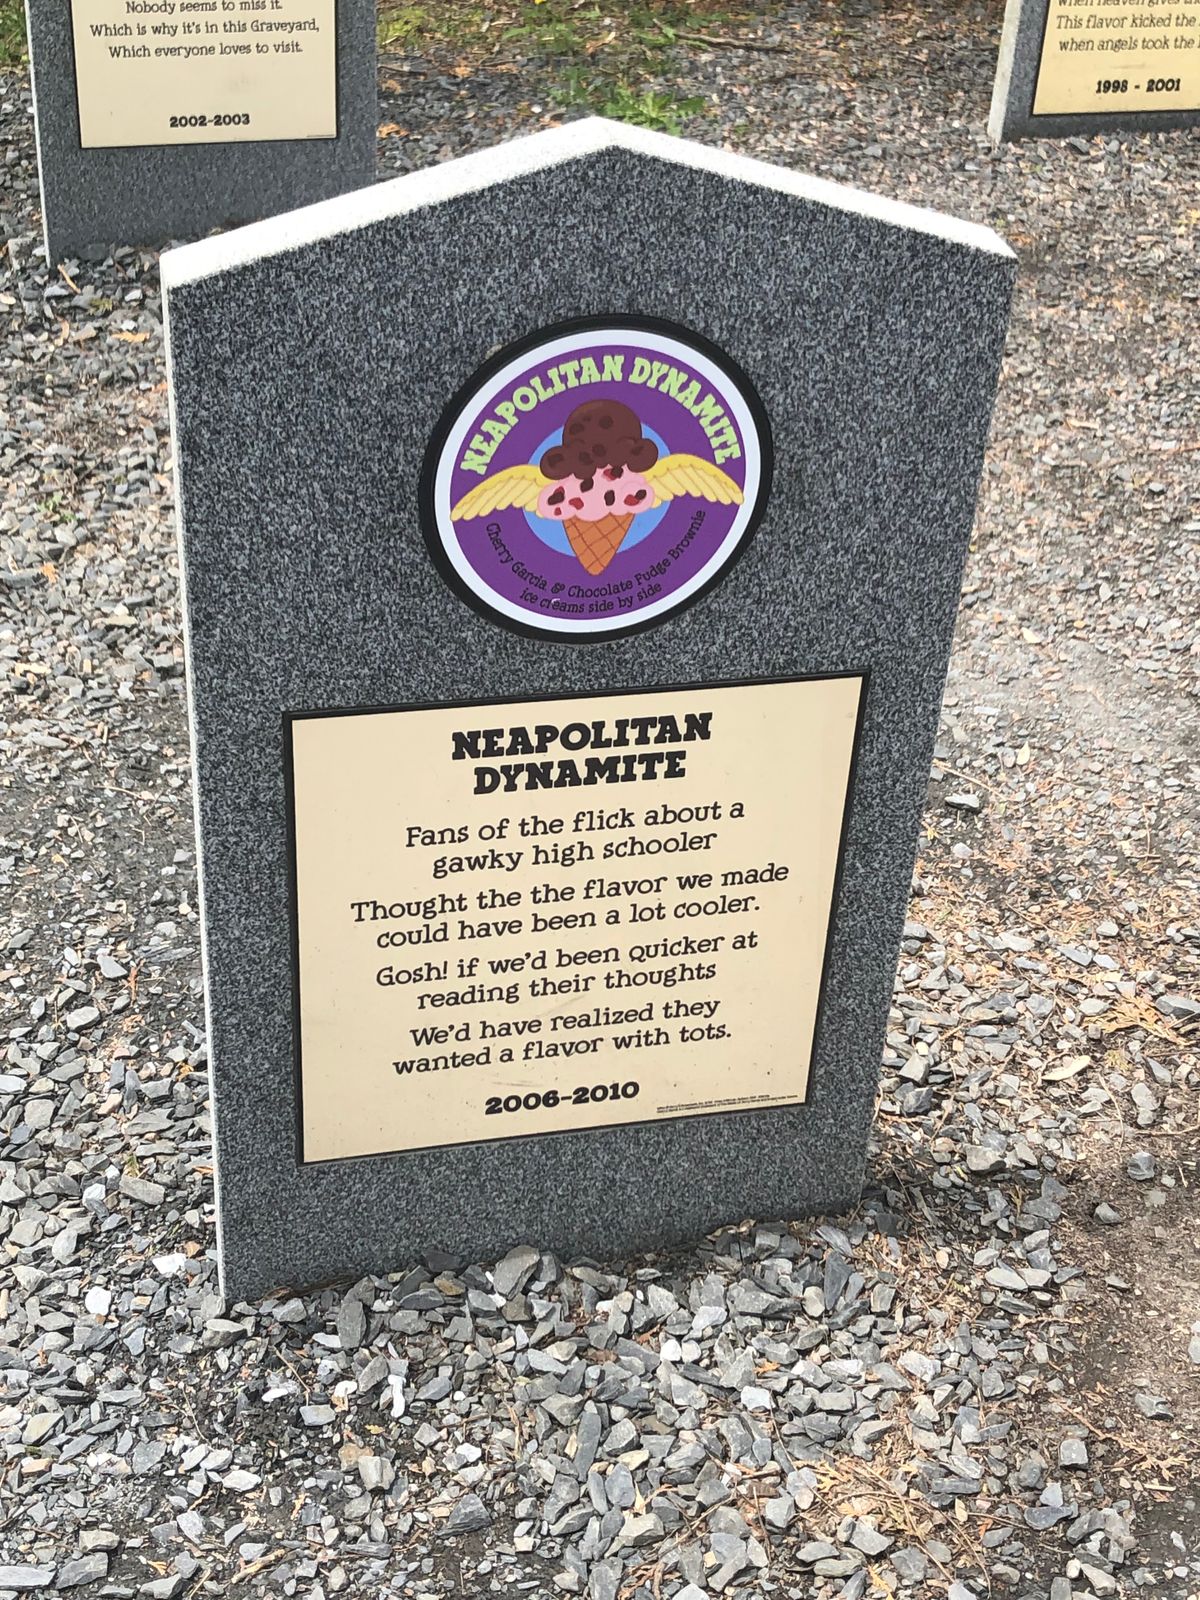 Nobody seems to miss it.
Which is why it's in this Graveyard,
Which everyone loves to visit.
2002-2003
This flavor kicked the
when angels took the
1998 - 2001
NEAPOLITAN DYNAMITE
Cherry Garcia & Chocolate Fudge Brownie
ice creams side by side
NEAPOLITAN
DYNAMITE
Fans of the flick about a
gawky high schooler
Thought the the flavor we made
could have been a lot cooler.
Gosh! if we'd been quicker at
reading their thoughts
We'd have realized they
wanted a flavor with tots.
2006-2010